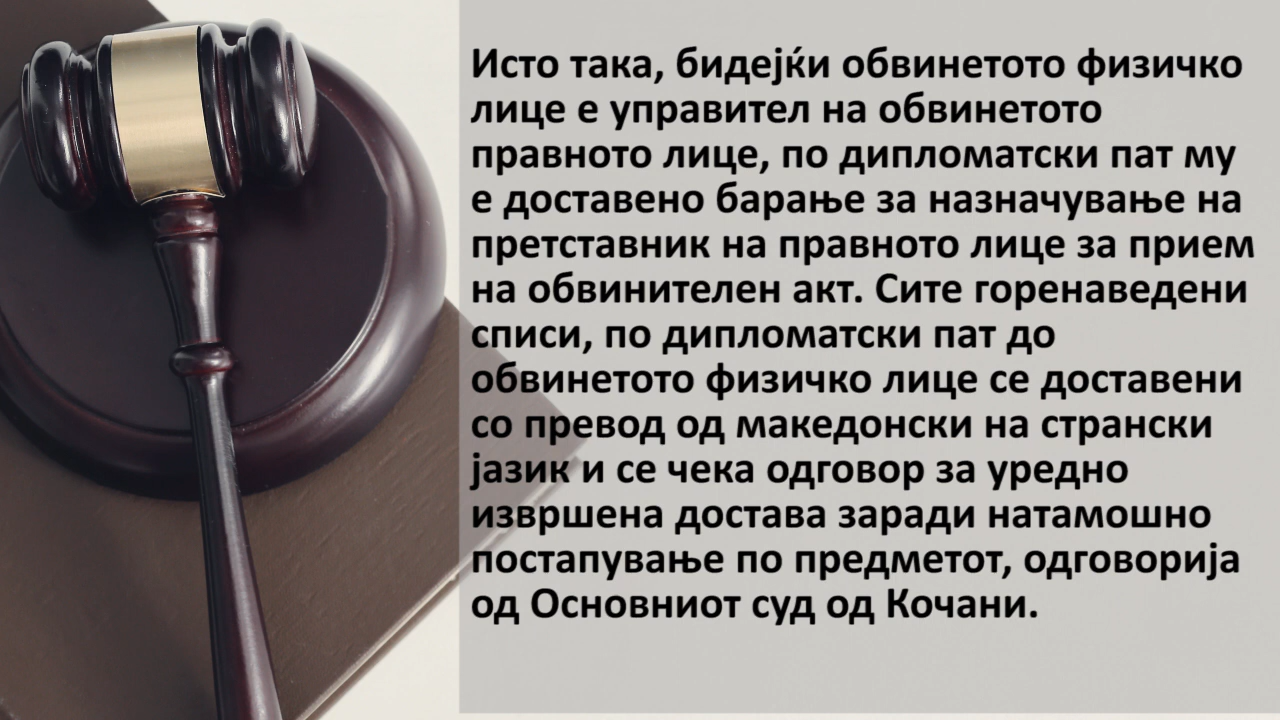 Исто така, бидејќи обвинетото физичко
лице е управител на обвинетото
правното лице, по дипломатски пат му
е доставено барање за назначување на
претставник на правното лице за прием
на обвинителен акт. Сите горенаведени
списи, по дипломатски пат до
обвинетото физичко лице се доставени
со превод од македонски на странски
јазик и се чека одговор за уредно
извршена достава заради натамошно
постапување по предметот, одговорија
од Основниот суд од Кочани.